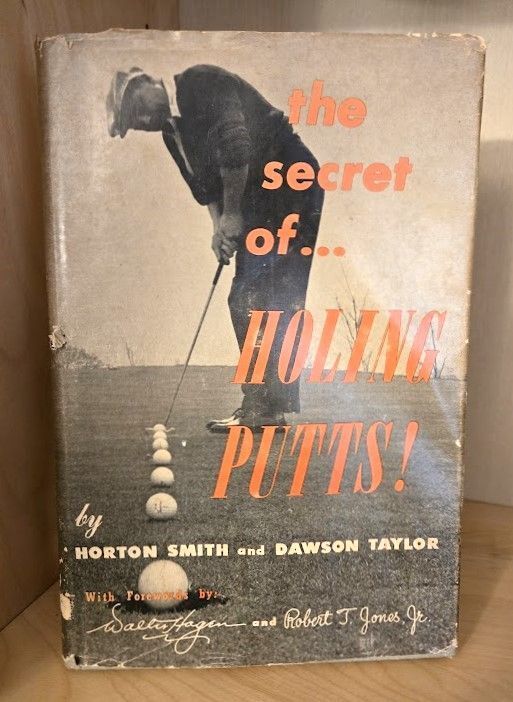 the
secret
of...
HOLING
PUTTS!
by
HORTON SMITH and DAWSON TAYLOR
With Forewords by:
Walter Hagen and Robert T. Jones, Jr.